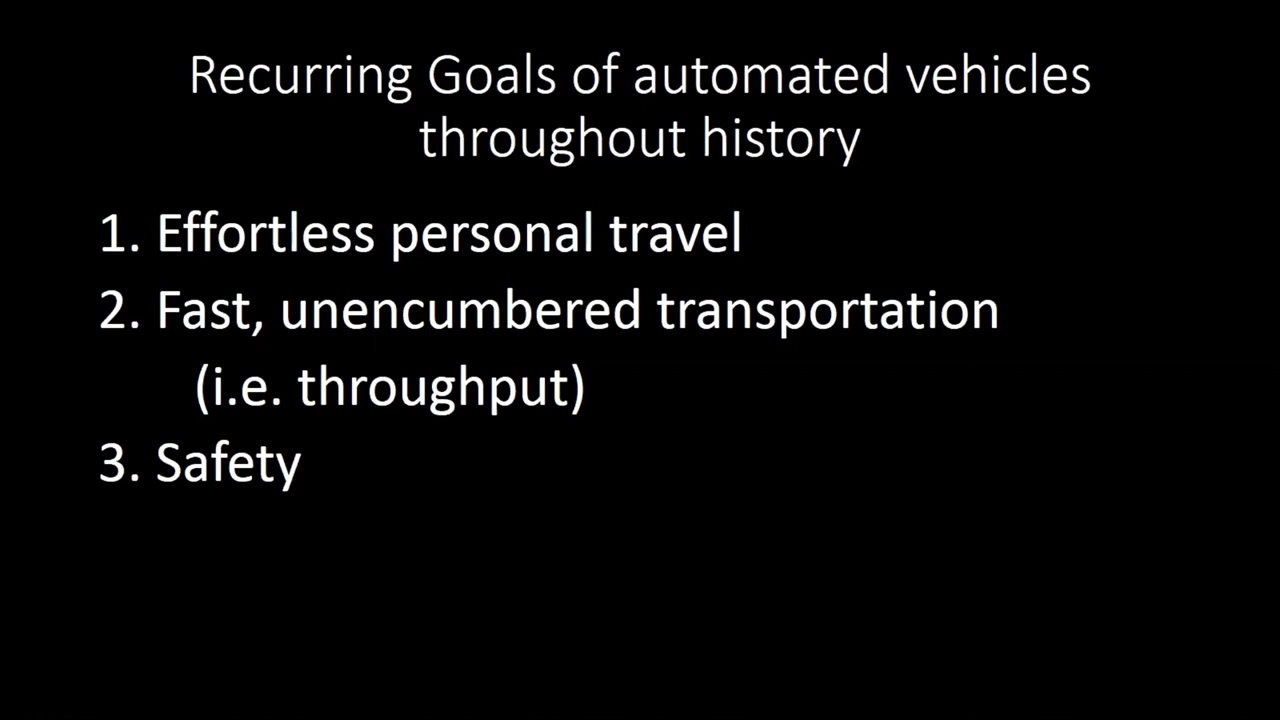 Recurring Goals of automated vehicles
throughout history
1. Effortless personal travel
2. Fast, unencumbered transportation
(i.e. throughput)
3. Safety